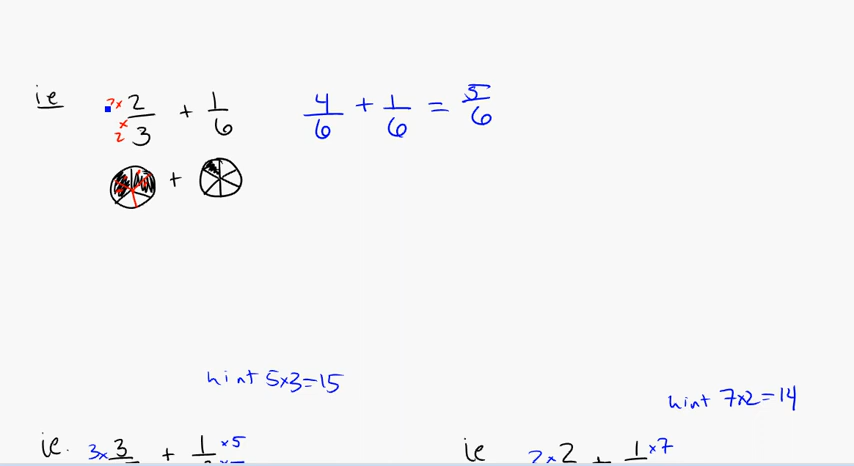 ie 2×2/×2 3 + 1/6 4/6 + 1/6 = 5/6
+
hint 5×3=15
hint 7×2=14
ie. 3×3 + 1×5
ie 2×2 + 1×7